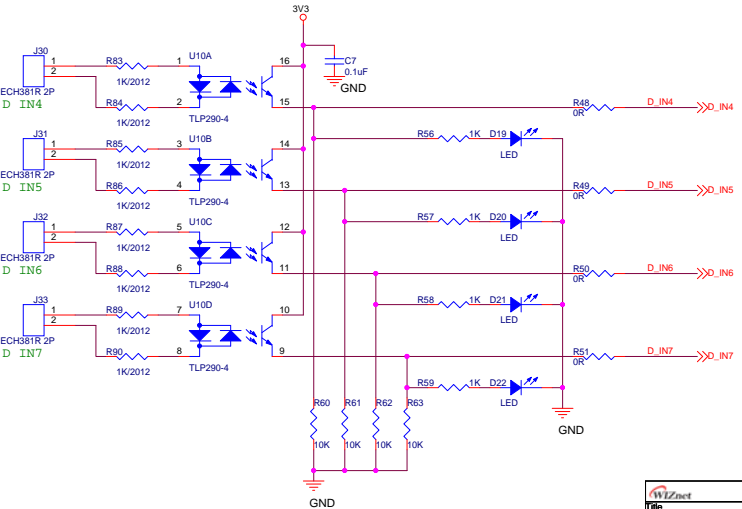 3V3
J30
1
2
ECH381R 2P
D IN4
R83
1K/2012
R84
1K/2012
1
2
U10A
TLP290-4
16
15
C7
0.1uF
GND
R48
0R
D_IN4
D_IN4
R56
1K
D19
LED
J31
1
2
ECH381R 2P
D IN5
R85
1K/2012
R86
1K/2012
3
4
U10B
TLP290-4
14
13
R49
0R
D_IN5
D_IN5
R57
1K
D20
LED
J32
1
2
ECH381R 2P
D IN6
R87
1K/2012
R88
1K/2012
5
6
U10C
TLP290-4
12
11
R50
0R
D_IN6
D_IN6
R58
1K
D21
LED
J33
1
2
ECH381R 2P
D IN7
R89
1K/2012
R90
1K/2012
7
8
U10D
TLP290-4
10
9
R51
0R
D_IN7
D_IN7
R59
1K
D22
LED
GND
R60
10K
R61
10K
R62
10K
R63
10K
GND
WIZnet
Title